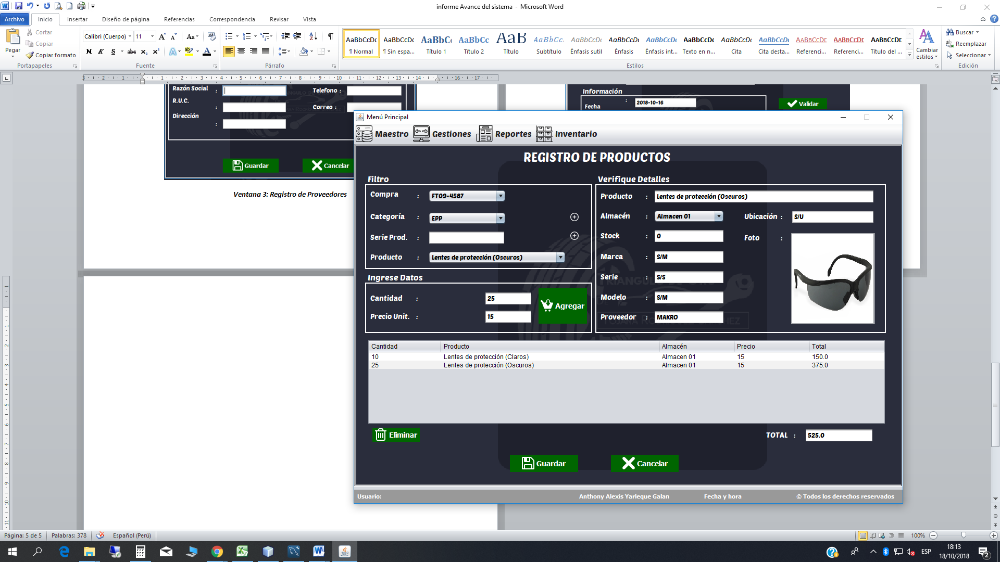 informe Avance del sistema - Microsoft Word
Archivo Inicio Insertar Diseño de página Referencias Correspondencia Revisar Vista
Pegar
Cortar
Copiar
Copiar formato
Portapapeles
Calibri (Cuerpo) 11
Fuente
Párrafo
AaBbCcDc AaBbCcDc AaBbC AaBbCc AaB AaBbCc. AaBbCcDc AaBbCcDc AaBbCcDc AaBbCcDc AaBbCcDc AaBbCcDc AABBCCDE AABBCCDE AABBCCDE
¶ Normal ¶ Sin espa... Título 1 Título 2 Título Subtítulo Énfasis sutil Énfasis Énfasis int... Texto en n... Cita Cita desta... Referenci... Referenci... Título del ...
Estilos
Cambiar estilos
Buscar
Reemplazar
Seleccionar
Edición
Razón Social :
Telefono :
R.U.C. :
Correo :
Dirección :
Guardar Cancelar
Ventana 3: Registro de Proveedores
Información
Fecha : 2018-10-16
Validar
Menú Principal
Maestro Gestiones Reportes Inventario
REGISTRO DE PRODUCTOS
Filtro
Compra : FT09-4587
Categoría : EPP
Serie Prod. :
Producto : Lentes de protección (Oscuros)
Ingrese Datos
Cantidad : 25
Precio Unit. : 15
Agregar
Verifique Detalles
Producto : Lentes de protección (Oscuros)
Almacén : Almacen 01 Ubicación : S/U
Stock : 0 Foto :
Marca : S/M
Serie : S/S
Modelo : S/M
Proveedor : MAKRO
Cantidad Producto Almacén Precio Total
10 Lentes de protección (Claros) Almacen 01 15 150.0
25 Lentes de protección (Oscuros) Almacen 01 15 375.0
Eliminar
TOTAL : 525.0
Guardar Cancelar
Usuario: Anthony Alexis Yarleque Galan Fecha y hora © Todos los derechos reservados
Página: 5 de 5 Palabras: 378 Español (Perú) 100%
ESP
18:13
18/10/2018
2